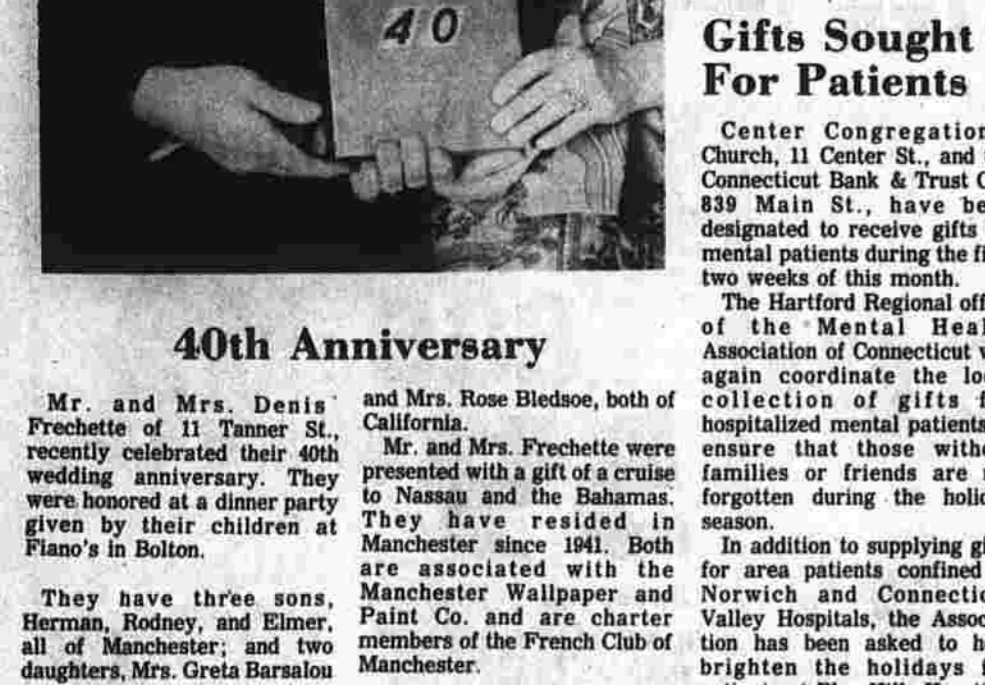 40
40th Anniversary
Mr. and Mrs. Denis
Frechette of 11 Tanner St.,
recently celebrated their 40th
wedding anniversary. They
were honored at a dinner party
given by their children at
Fiano's in Bolton.
They have three sons,
Herman, Rodney, and Elmer,
all of Manchester; and two
daughters, Mrs. Greta Barsalou
and Mrs. Rose Bledsoe, both of
California.
Mr. and Mrs. Frechette were
presented with a gift of a cruise
to Nassau and the Bahamas.
They have resided in
Manchester since 1941. Both
are associated with the
Manchester Wallpaper and
Paint Co. and are charter
members of the French Club of
Manchester.
Gifts Sought
For Patients
Center Congregation
Church, 11 Center St., and
Connecticut Bank & Trust C
839 Main St., have be
designated to receive gifts
mental patients during the fi
two weeks of this month.
The Hartford Regional off
of the Mental Heal
Association of Connecticut w
again coordinate the lo
collection of gifts f
hospitalized mental patients
ensure that those witho
families or friends are
forgotten during the holid
season.
In addition to supplying gi
for area patients confined
Norwich and Connectic
Valley Hospitals, the Assoc
tion has been asked to h
brighten the holidays f